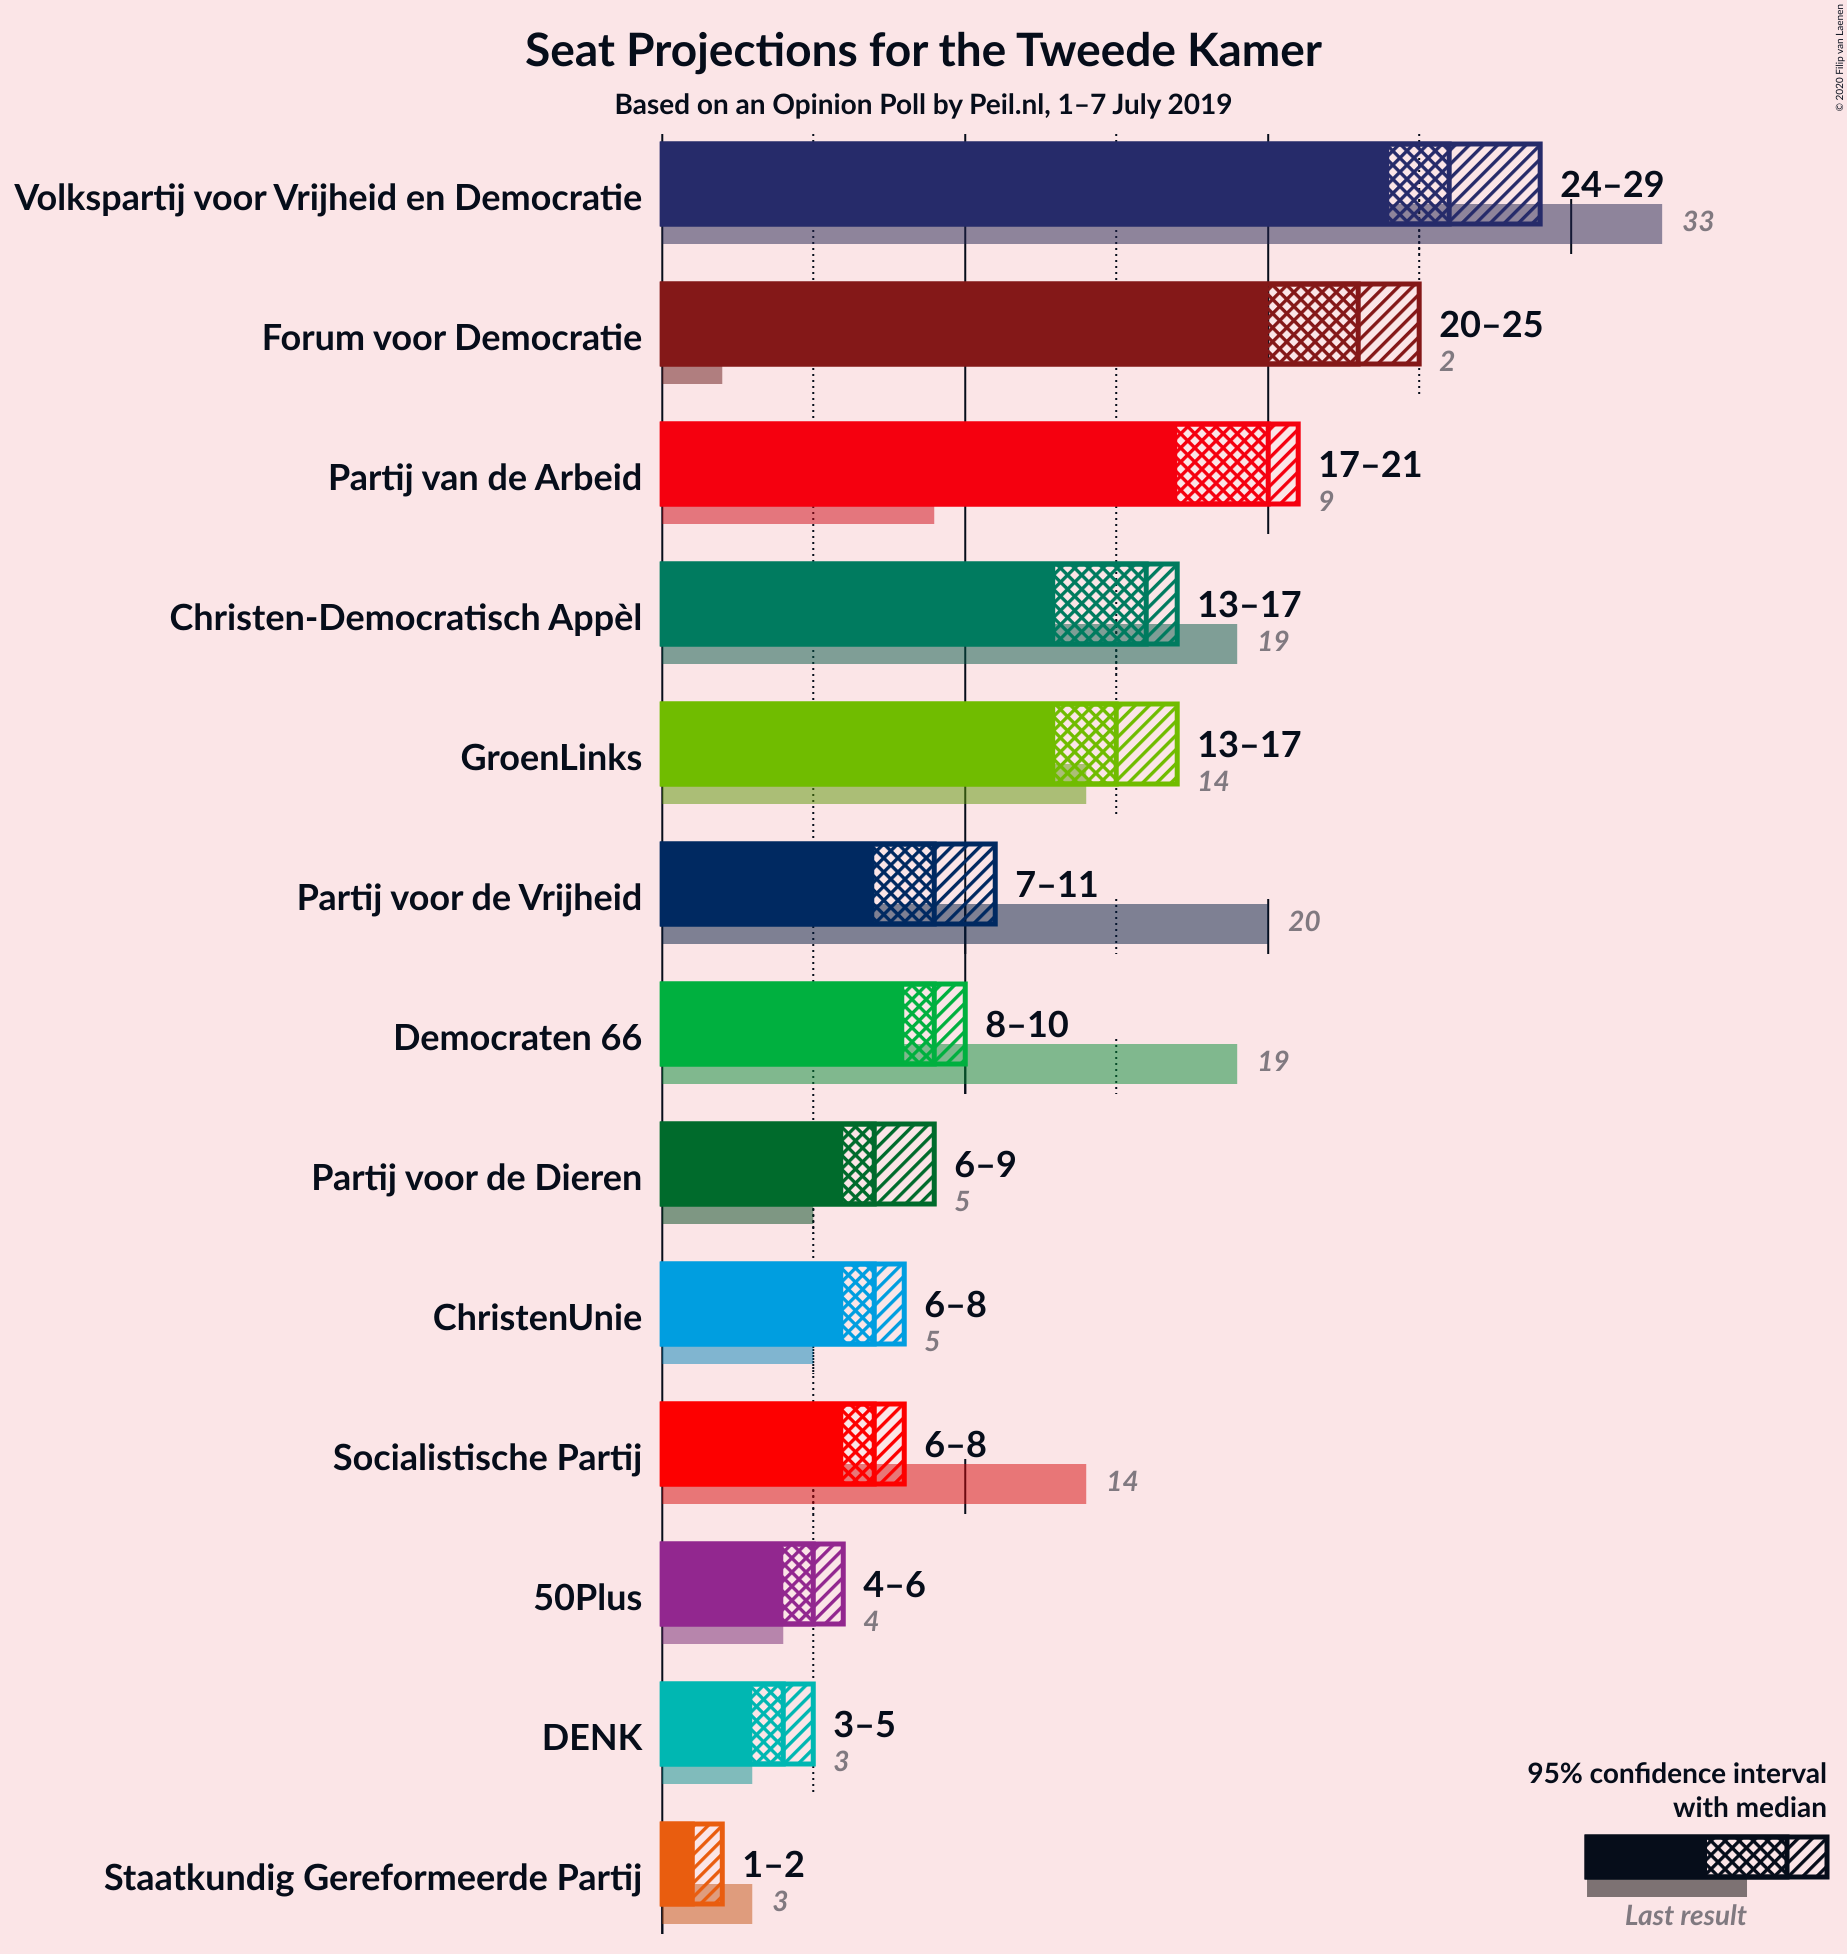 Seat Projections for the Tweede Kamer
Based on an Opinion Poll by Peil.nl, 1–7 July 2019
© 2020 Filip van Laenen
Volkspartij voor Vrijheid en Democratie
24–29
33
Forum voor Democratie
20–25
2
Partij van de Arbeid
17–21
9
Christen-Democratisch Appèl
13–17
19
GroenLinks
13–17
14
Partij voor de Vrijheid
7–11
20
Democraten 66
8–10
19
Partij voor de Dieren
6–9
5
ChristenUnie
6–8
5
Socialistische Partij
6–8
14
50Plus
4–6
4
DENK
3–5
3
Staatkundig Gereformeerde Partij
1–2
3
95% confidence interval
with median
Last result